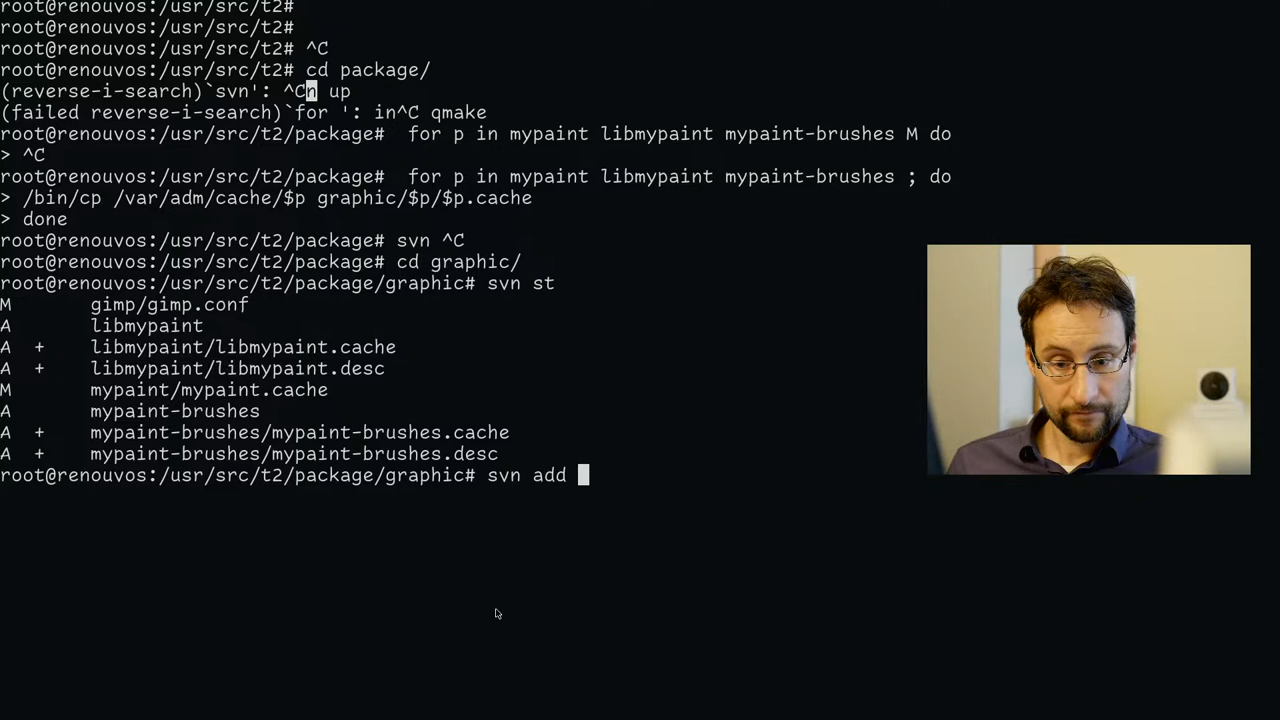 root@renouvos:/usr/src/t2#
root@renouvos:/usr/src/t2#
root@renouvos:/usr/src/t2# ^C
root@renouvos:/usr/src/t2# cd package/
(reverse-i-search)`svn': ^Cn up
(failed reverse-i-search)`for ': in^C qmake
root@renouvos:/usr/src/t2/package#  for p in mypaint libmypaint mypaint-brushes M do
> ^C
root@renouvos:/usr/src/t2/package#  for p in mypaint libmypaint mypaint-brushes ; do
> /bin/cp /var/adm/cache/$p graphic/$p/$p.cache
> done
root@renouvos:/usr/src/t2/package# svn ^C
root@renouvos:/usr/src/t2/package# cd graphic/
root@renouvos:/usr/src/t2/package/graphic# svn st
M       gimp/gimp.conf
A       libmypaint
A  +    libmypaint/libmypaint.cache
A  +    libmypaint/libmypaint.desc
M       mypaint/mypaint.cache
A       mypaint-brushes
A  +    mypaint-brushes/mypaint-brushes.cache
A  +    mypaint-brushes/mypaint-brushes.desc
root@renouvos:/usr/src/t2/package/graphic# svn add